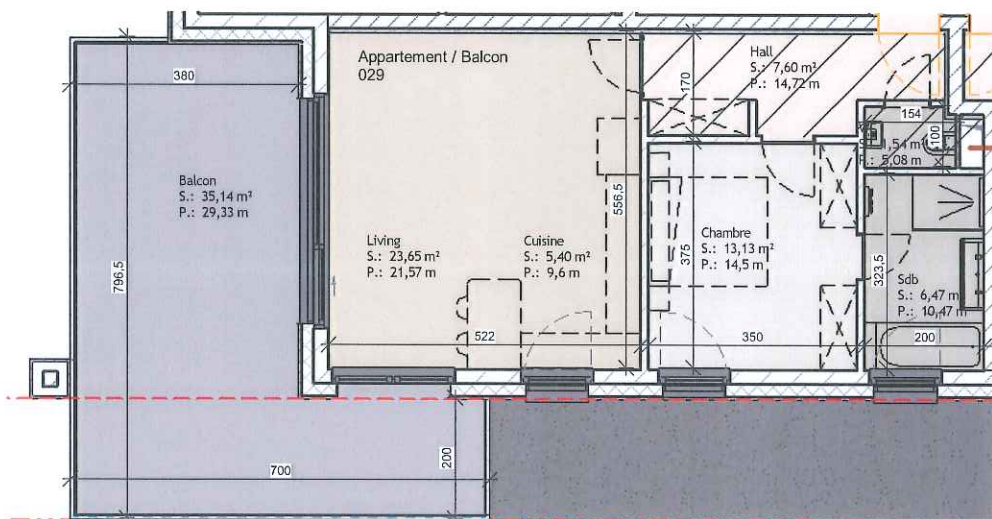 Appartement / Balcon
029
Hall
S.: 7,60 m²
P.: 14,72 m
380
170
154
100
1,54 m²
P.: 5,08 m
Balcon
S.: 35,14 m²
P.: 29,33 m
796,5
Living
S.: 23,65 m²
P.: 21,57 m
Cuisine
S.: 5,40 m²
P.: 9,6 m
556,5
375
Chambre
S.: 13,13 m²
P.: 14,5 m
323,5
Sdb
S.: 6,47 m²
P.: 10,47 m
522
350
200
700
200